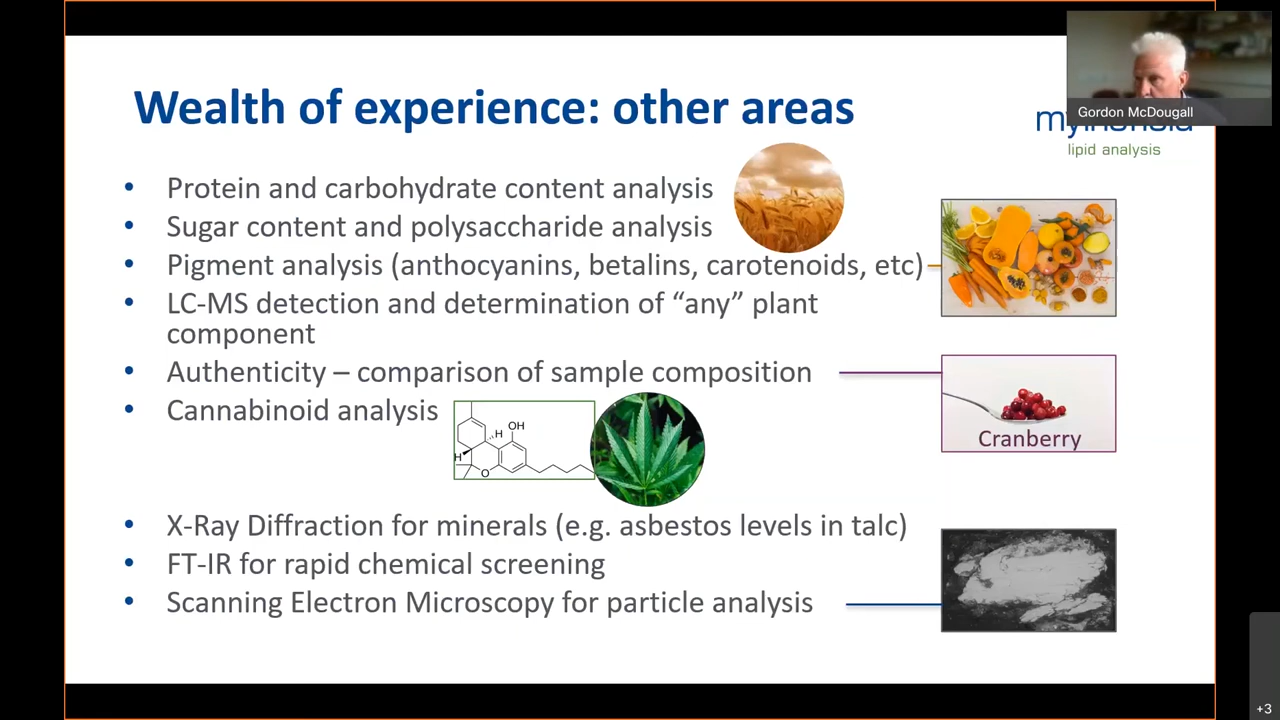 Wealth of experience: other areas
Gordon McDougall
lipid analysis
• Protein and carbohydrate content analysis
• Sugar content and polysaccharide analysis
• Pigment analysis (anthocyanins, betalins, carotenoids, etc)
• LC-MS detection and determination of “any” plant
component
• Authenticity – comparison of sample composition
• Cannabinoid analysis
OH
H
H
O
Cranberry
• X-Ray Diffraction for minerals (e.g. asbestos levels in talc)
• FT-IR for rapid chemical screening
• Scanning Electron Microscopy for particle analysis
+3